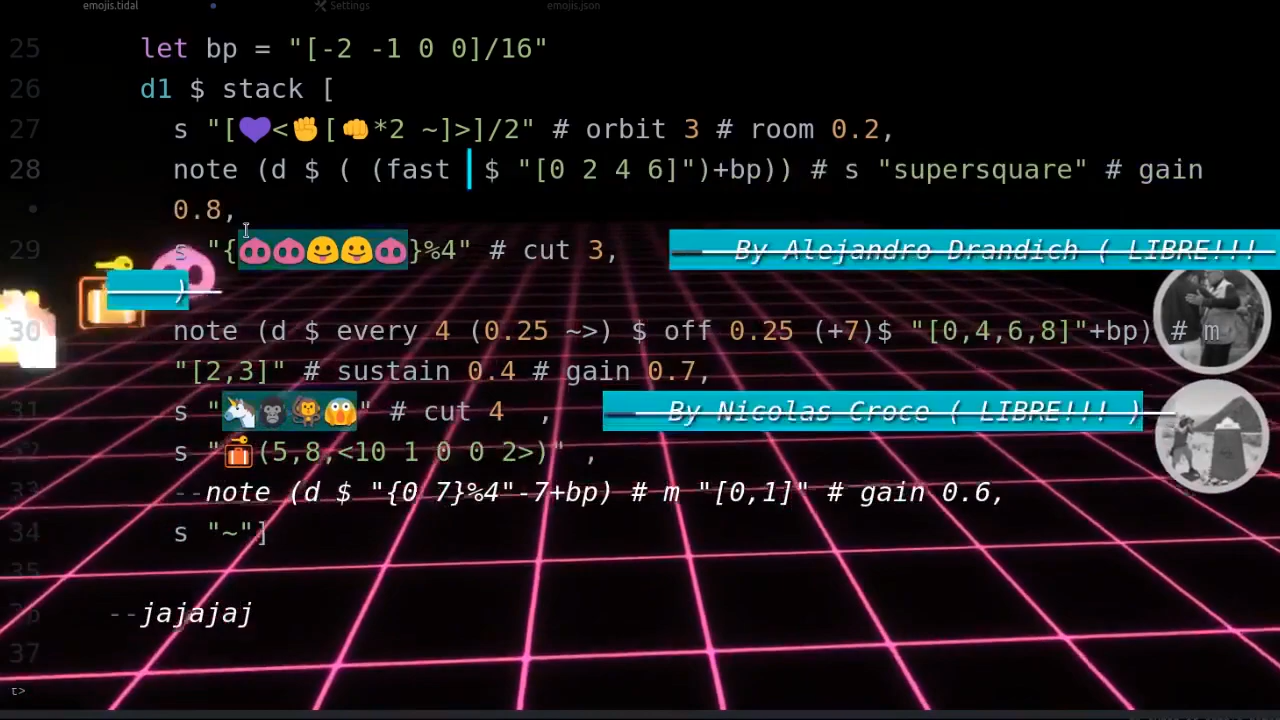 emojis.tidal Settings emojis.json
25 let bp = "[-2 -1 0 0]/16"
26 d1 $ stack [
27 s "[💜<✊[👊*2 ~]>]/2" # orbit 3 # room 0.2,
28 note (d $ ( (fast $ "[0 2 4 6]")+bp)) # s "supersquare" # gain
0.8,
29 s "{🐽🐽😛😛🐽}%4" # cut 3, By Alejandro Drandich ( LIBRE!!!
)
30 note (d $ every 4 (0.25 ~>) $ off 0.25 (+7)$ "[0,4,6,8]"+bp) # m
"[2,3]" # sustain 0.4 # gain 0.7,
31 s "🦄🦍🦁😱" # cut 4 , By Nicolas Croce ( LIBRE!!! )
32 s "🛅(5,8,<10 1 0 0 2>)" ,
33 --note (d $ "{0 7}%4"-7+bp) # m "[0,1]" # gain 0.6,
34 s "~"]
35
--jajajaj
37
t>